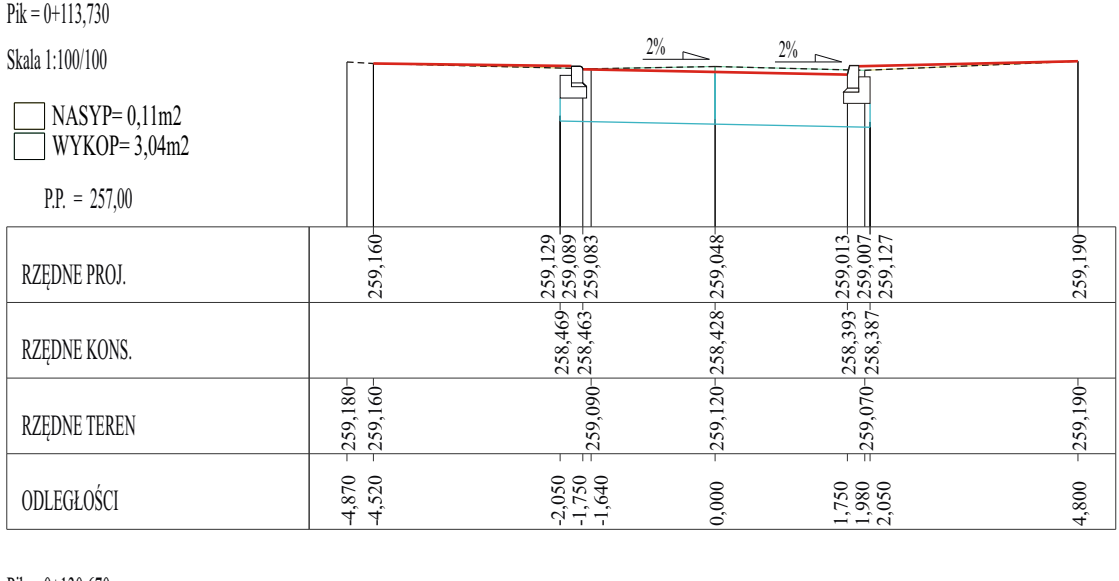 Pik = 0+113,730
Skala 1:100/100
2% 2%
NASYP= 0,11m2
WYKOP= 3,04m2
P.P. = 257,00
RZĘDNE PROJ. 259,160 259,129 259,089 259,083 259,048 259,013 259,007 259,127 259,190
RZĘDNE KONS. 258,469 258,463 258,428 258,393 258,387
RZĘDNE TEREN 259,180 259,160 259,090 259,120 259,070 259,190
ODLEGŁOŚCI -4,870 -4,520 -2,050 -1,750 -1,640 0,000 1,750 1,980 2,050 4,800